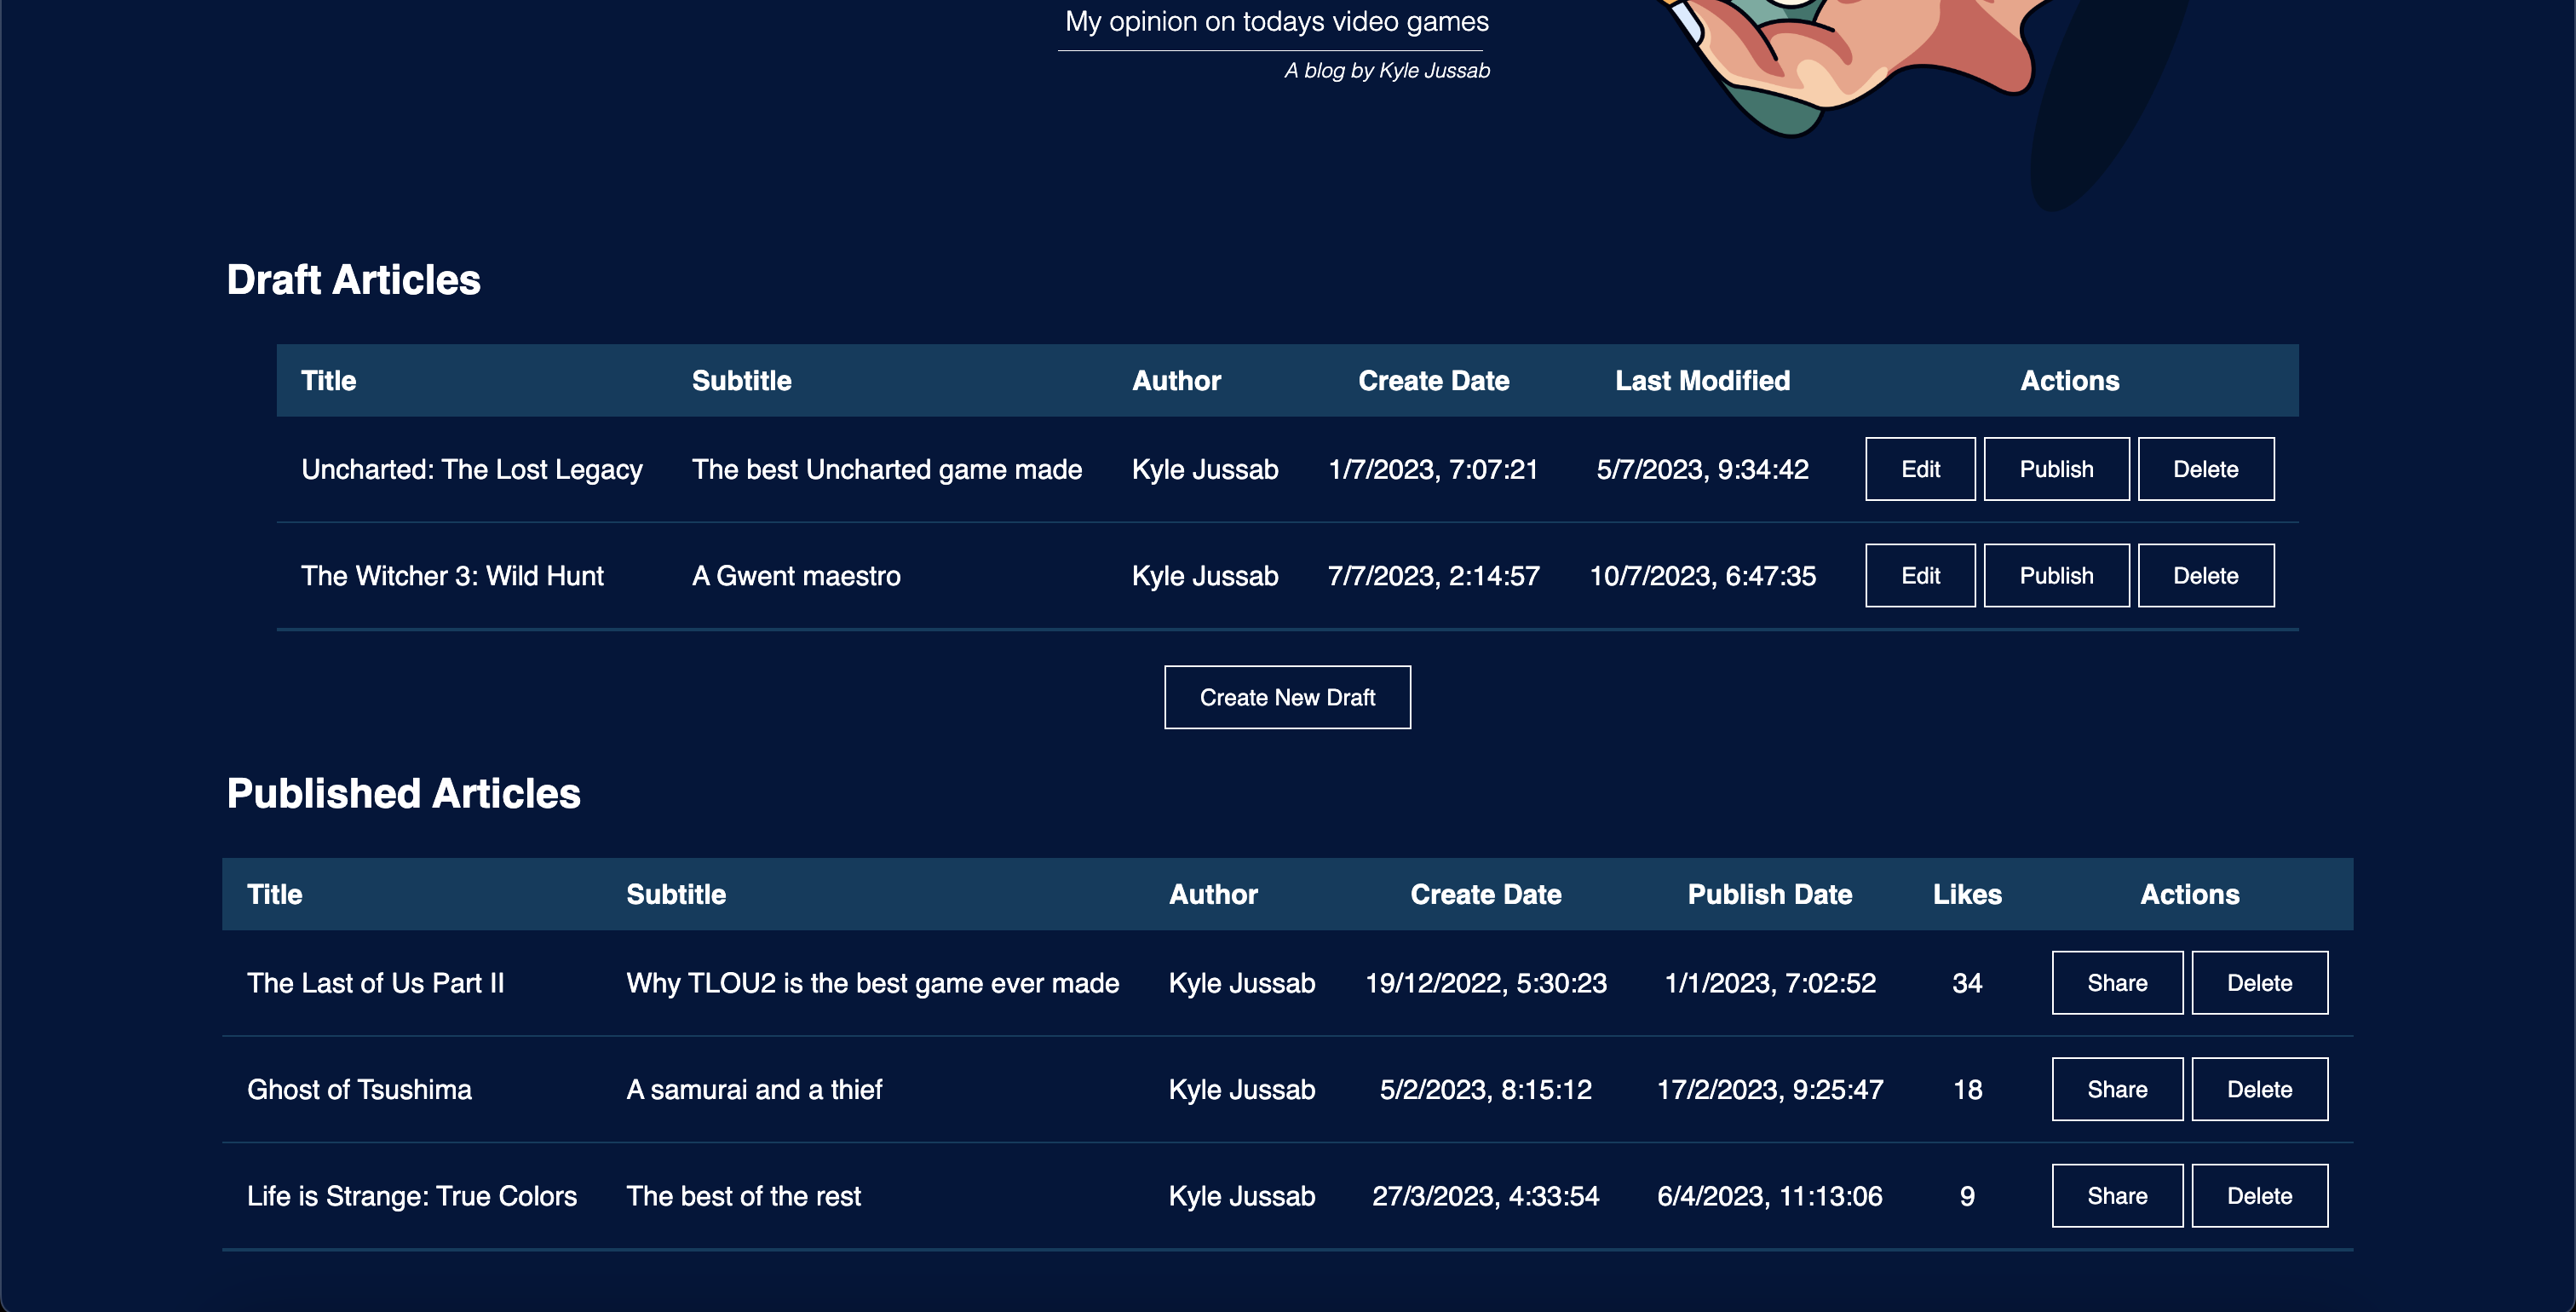 My opinion on todays video games
A blog by Kyle Jussab
Draft Articles
Title Subtitle Author Create Date Last Modified Actions
Uncharted: The Lost Legacy The best Uncharted game made Kyle Jussab 1/7/2023, 7:07:21 5/7/2023, 9:34:42 Edit Publish Delete
The Witcher 3: Wild Hunt A Gwent maestro Kyle Jussab 7/7/2023, 2:14:57 10/7/2023, 6:47:35 Edit Publish Delete
Create New Draft
Published Articles
Title Subtitle Author Create Date Publish Date Likes Actions
The Last of Us Part II Why TLOU2 is the best game ever made Kyle Jussab 19/12/2022, 5:30:23 1/1/2023, 7:02:52 34 Share Delete
Ghost of Tsushima A samurai and a thief Kyle Jussab 5/2/2023, 8:15:12 17/2/2023, 9:25:47 18 Share Delete
Life is Strange: True Colors The best of the rest Kyle Jussab 27/3/2023, 4:33:54 6/4/2023, 11:13:06 9 Share Delete